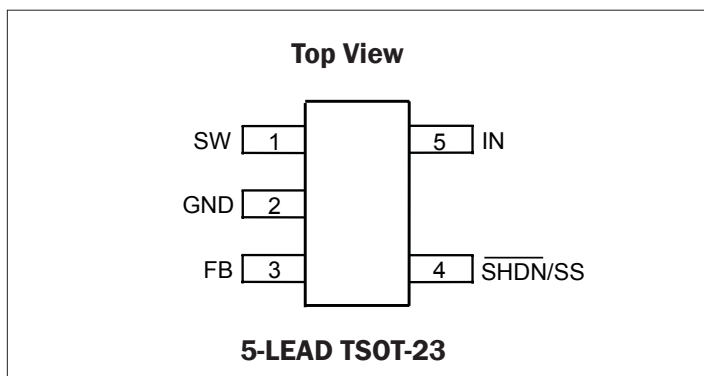 Top View
SW 1 5 IN
GND 2
FB 3 4 SHDN/SS
5-LEAD TSOT-23